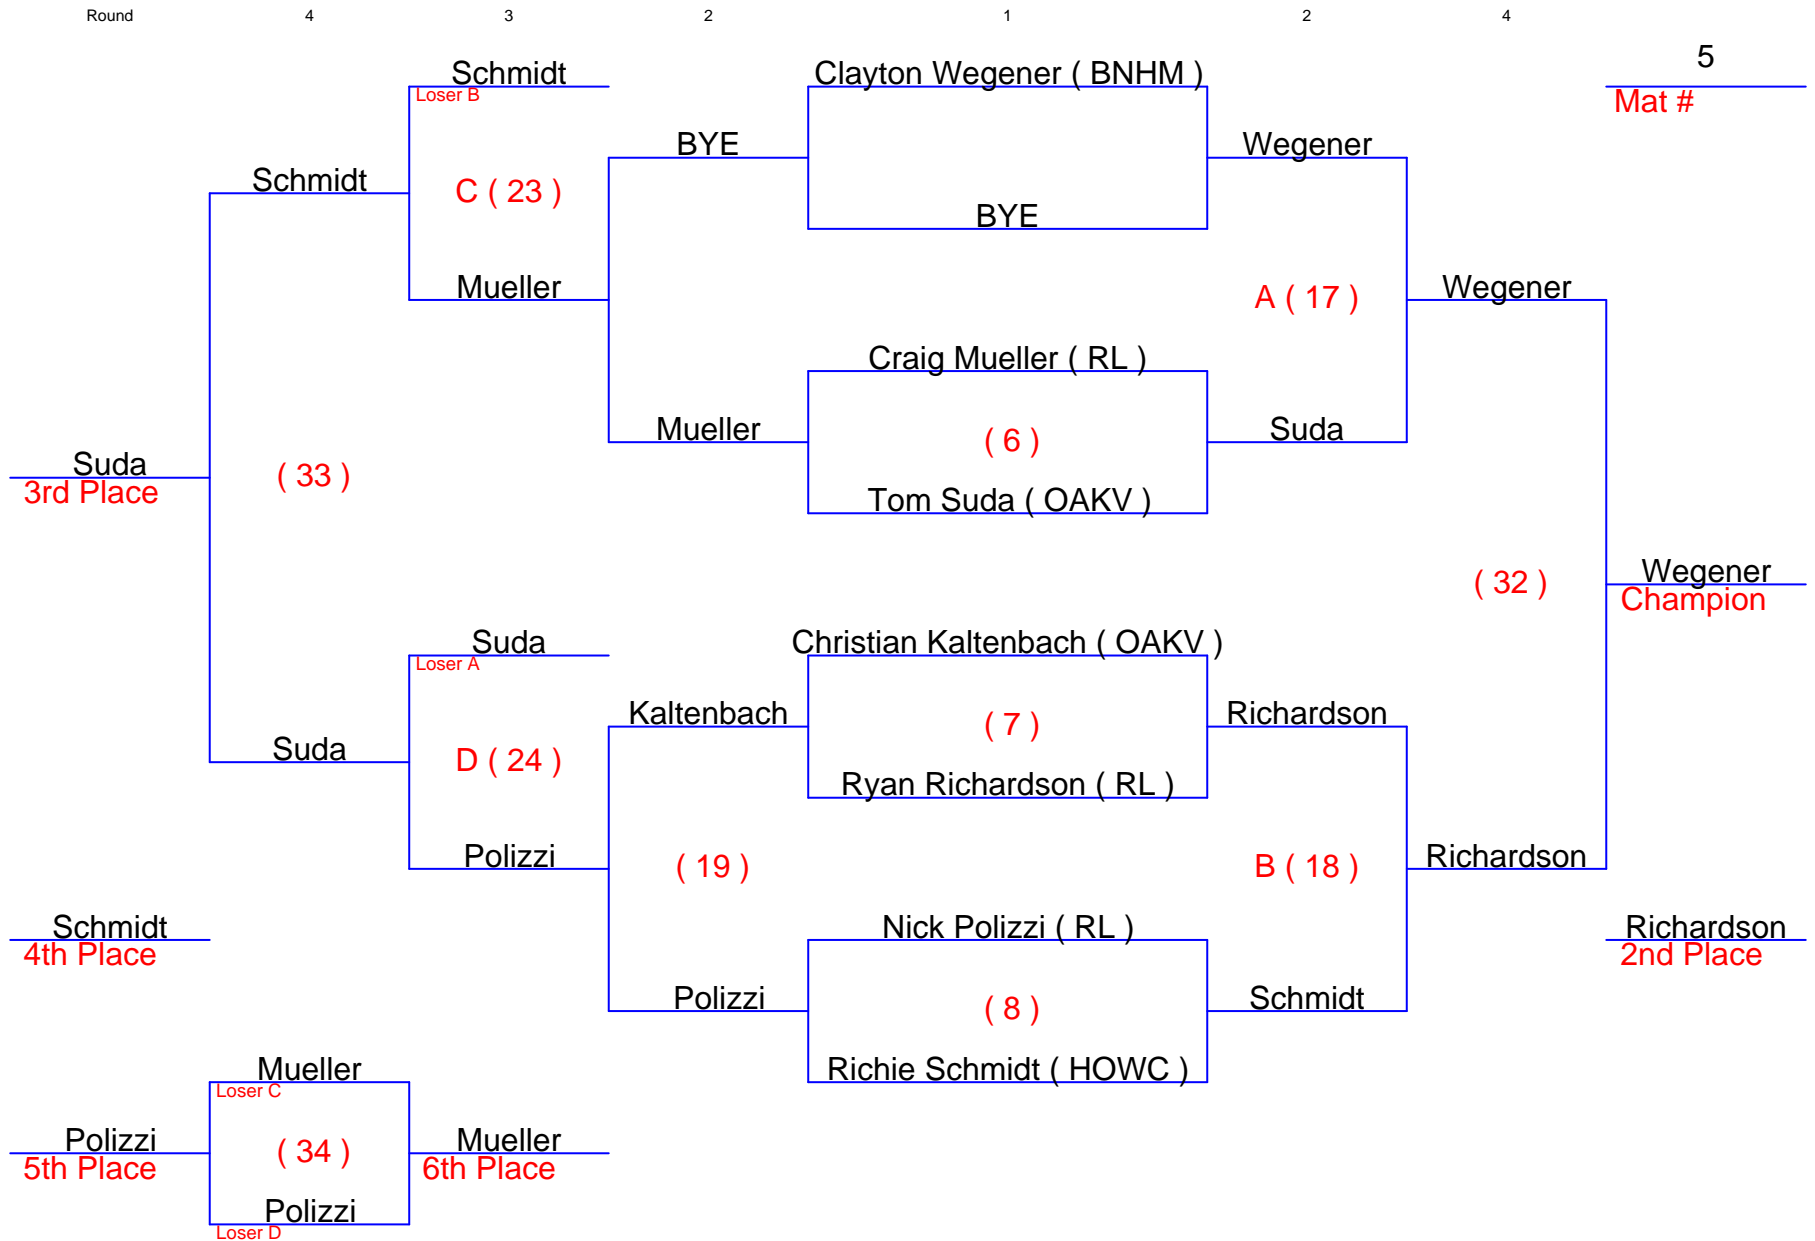 Round 4 3 2 1 2 4
5
Schmidt Clayton Wegener ( BNHM )
Loser B Mat #
BYE Wegener
Schmidt C ( 23 )
BYE
Mueller A ( 17 ) Wegener
Craig Mueller ( RL )
Mueller ( 6 ) Suda
Suda ( 33 )
3rd Place Tom Suda ( OAKV )
( 32 ) Wegener
Champion
Suda Christian Kaltenbach ( OAKV )
Loser A
Kaltenbach ( 7 ) Richardson
Suda D ( 24 )
Ryan Richardson ( RL )
Polizzi ( 19 ) B ( 18 ) Richardson
Schmidt Nick Polizzi ( RL ) Richardson
4th Place 2nd Place
Polizzi ( 8 ) Schmidt
Mueller Richie Schmidt ( HOWC )
Loser C
Polizzi ( 34 ) Mueller
5th Place 6th Place
Polizzi
Loser D